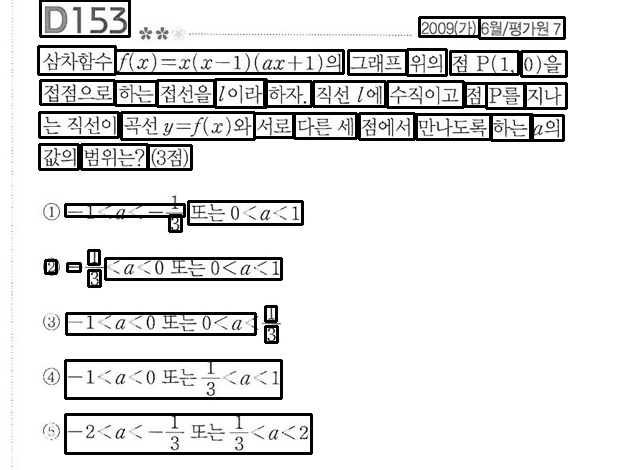 D153
2009(가) 6월/평가원 7
삼차함수 f(x)=x(x-1)(ax+1)의 그래프 위의 점 P(1, 0)을
접점으로 하는 접선을 l이라 하자. 직선 l에 수직이고 점 P를 지나
는 직선이 곡선 y=f(x)와 서로 다른 세 점에서 만나도록 하는 a의
값의 범위는? (3점)
① -1<a<-1/3 또는 0<a<1
② -1/3<a<0 또는 0<a<1
③ -1<a<0 또는 0<a<1/3
④ -1<a<0 또는 1/3<a<1
⑤ -2<a<-1/3 또는 1/3<a<2